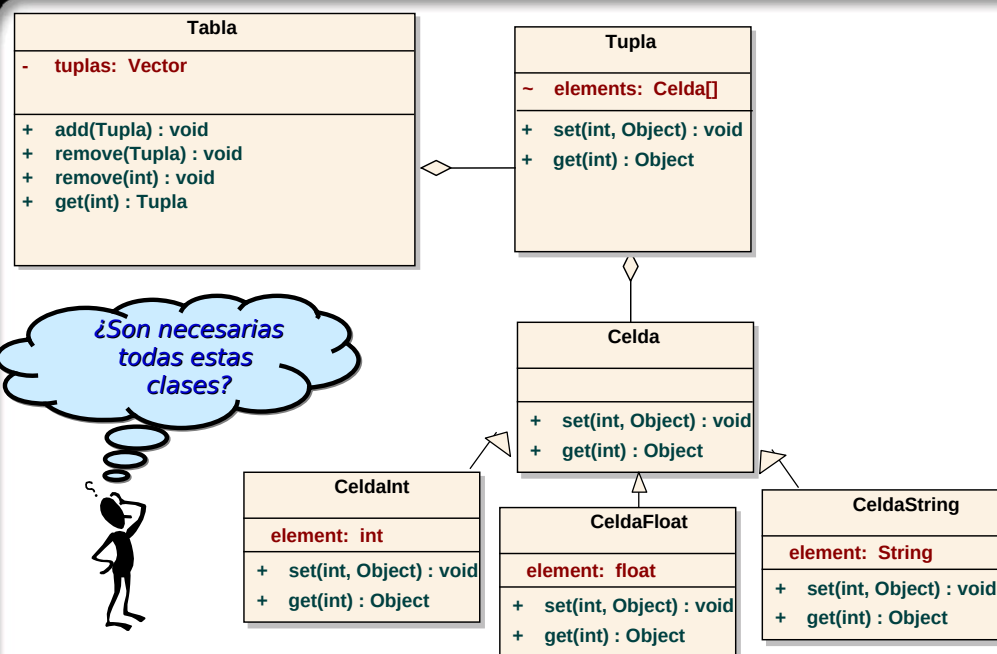 Tabla
- tuplas: Vector
+ add(Tupla) : void
+ remove(Tupla) : void
+ remove(int) : void
+ get(int) : Tupla
Tupla
~ elements: Celda[]
+ set(int, Object) : void
+ get(int) : Object
¿Son necesarias
todas estas
clases?
Celda
+ set(int, Object) : void
+ get(int) : Object
CeldaInt
element: int
+ set(int, Object) : void
+ get(int) : Object
CeldaFloat
element: float
+ set(int, Object) : void
+ get(int) : Object
CeldaString
element: String
+ set(int, Object) : void
+ get(int) : Object
?